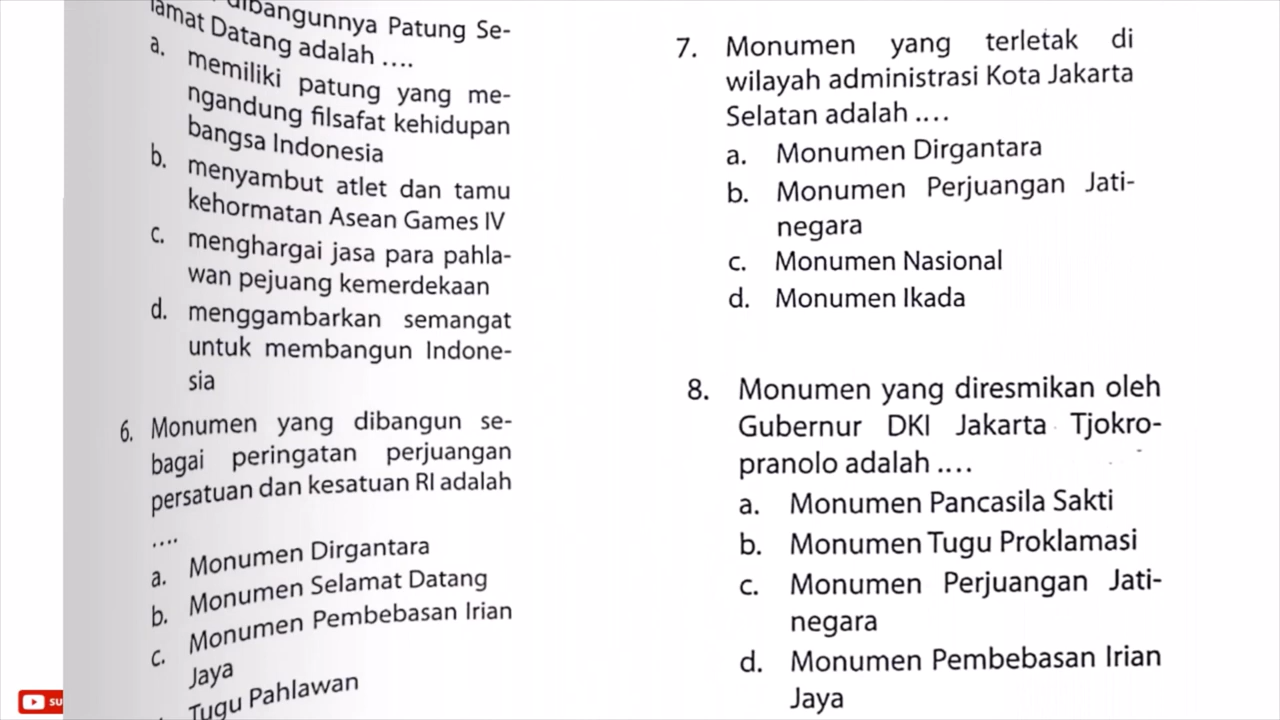 dibangunnya Patung Se-
lamat Datang adalah ....
a. memiliki patung yang me-
ngandung filsafat kehidupan
bangsa Indonesia
b. menyambut atlet dan tamu
kehormatan Asean Games IV
c. menghargai jasa para pahla-
wan pejuang kemerdekaan
d. menggambarkan semangat
untuk membangun Indone-
sia
6. Monumen yang dibangun se-
bagai peringatan perjuangan
persatuan dan kesatuan RI adalah
....
a. Monumen Dirgantara
b. Monumen Selamat Datang
c. Monumen Pembebasan Irian
Jaya
Tugu Pahlawan
7. Monumen yang terletak di
wilayah administrasi Kota Jakarta
Selatan adalah ....
a. Monumen Dirgantara
b. Monumen Perjuangan Jati-
negara
c. Monumen Nasional
d. Monumen Ikada
8. Monumen yang diresmikan oleh
Gubernur DKI Jakarta Tjokro-
pranolo adalah ....
a. Monumen Pancasila Sakti
b. Monumen Tugu Proklamasi
c. Monumen Perjuangan Jati-
negara
d. Monumen Pembebasan Irian
Jaya
SU